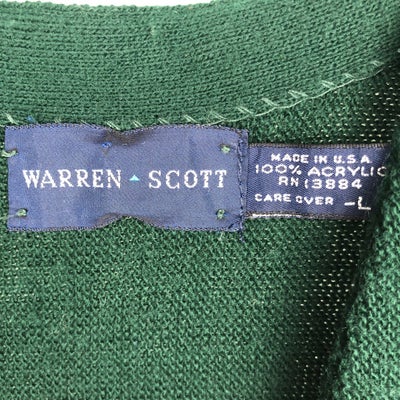 WARREN SCOTT
MADE IN U.S.A
100% ACRYLIC
RN 13884
CARE OVER -L